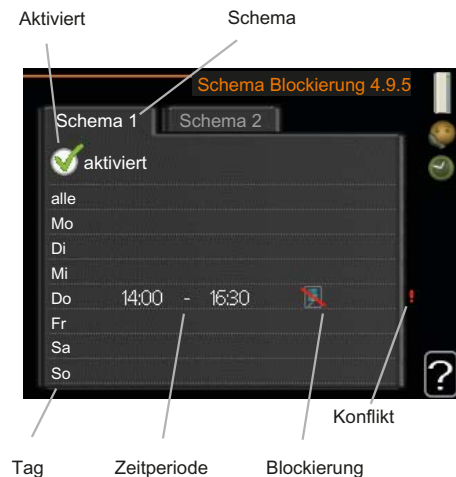 Aktiviert
Schema
Schema Blockierung 4.9.5
Schema 1
Schema 2
aktiviert
alle
Mo
Di
Mi
Do 14:00 - 16:30 !
Fr
Sa
So
?
Konflikt
Tag
Zeitperiode
Blockierung